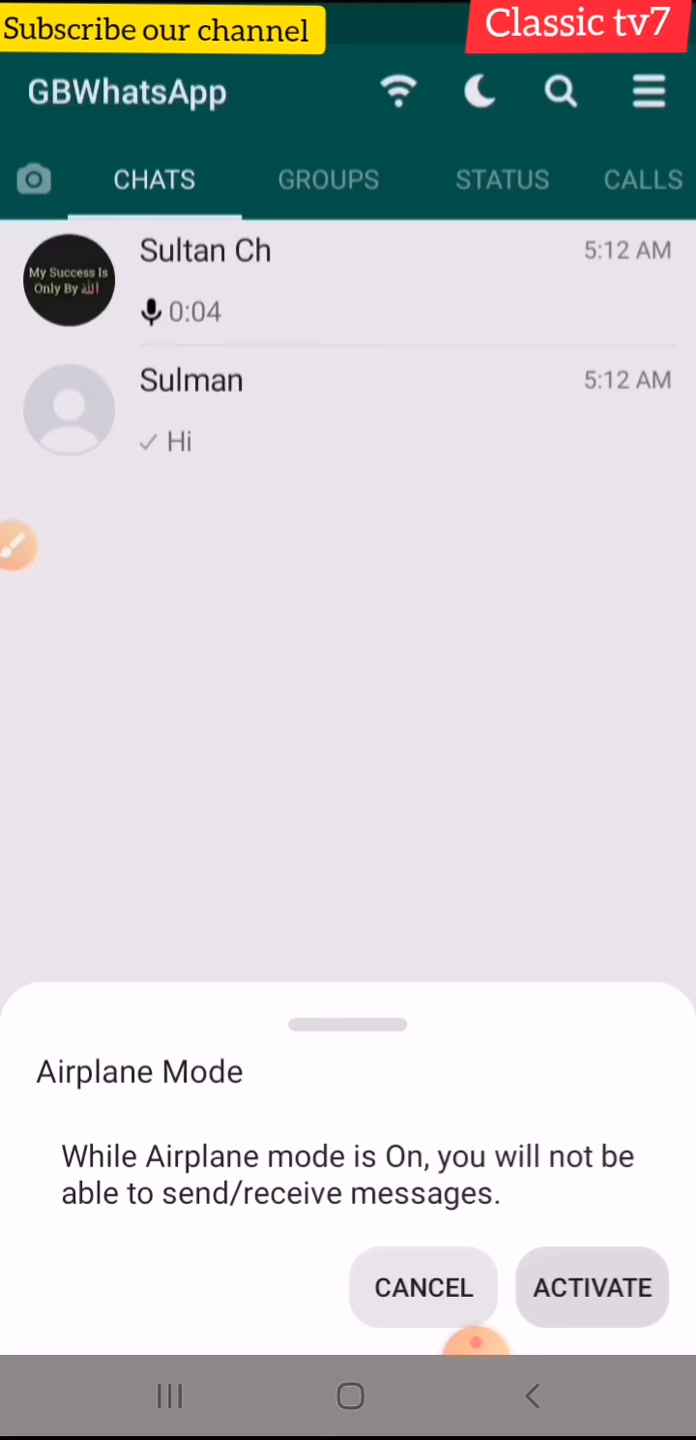 Subscribe our channel
Classic tv7
GBWhatsApp
CHATS
GROUPS
STATUS
CALLS
My Success Is
Only By الله
Sultan Ch
5:12 AM
0:04
Sulman
5:12 AM
Hi
Airplane Mode
While Airplane mode is On, you will not be
able to send/receive messages.
CANCEL
ACTIVATE